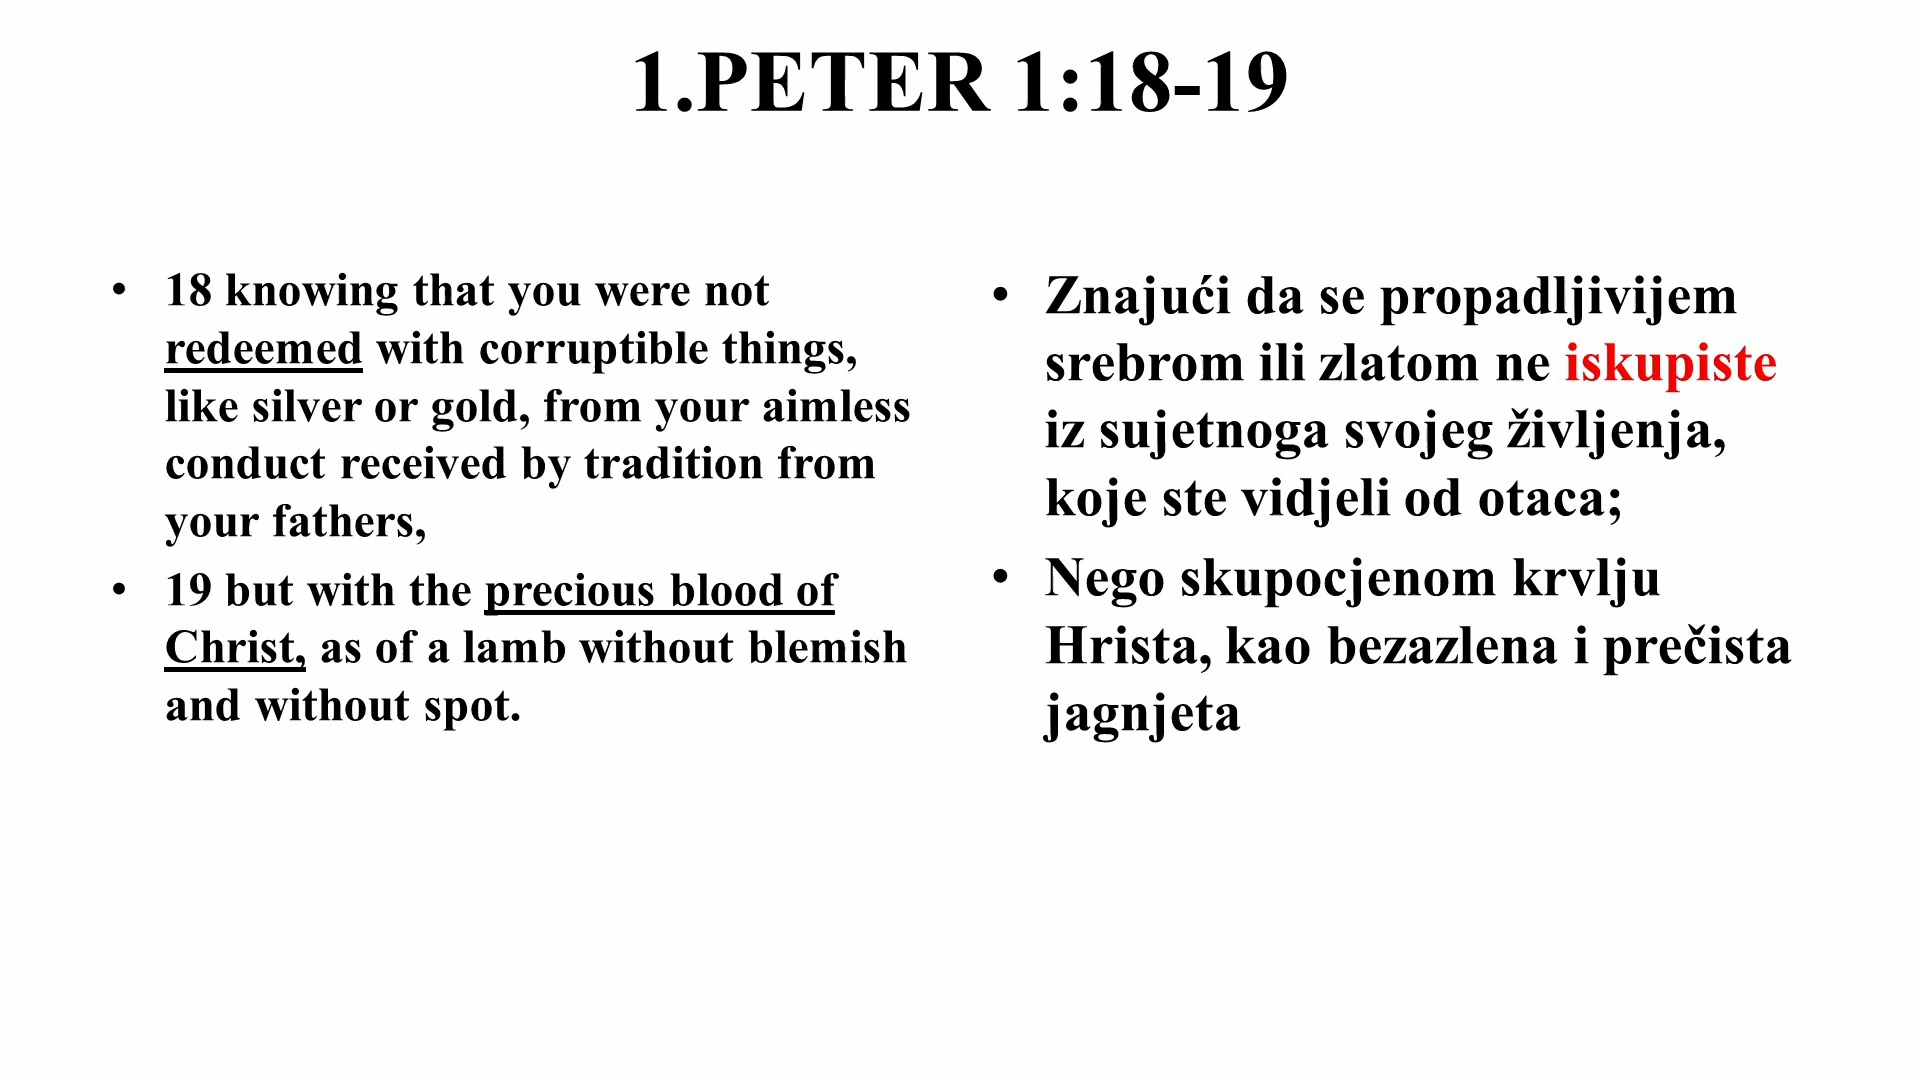 1.PETER 1:18-19
• 18 knowing that you were not
redeemed with corruptible things,
like silver or gold, from your aimless
conduct received by tradition from
your fathers,
• 19 but with the precious blood of
Christ, as of a lamb without blemish
and without spot.
• Znajući da se propadljivijem
srebrom ili zlatom ne iskupiste
iz sujetnoga svojeg življenja,
koje ste vidjeli od otaca;
• Nego skupocjenom krvlju
Hrista, kao bezazlena i prečista
jagnjeta